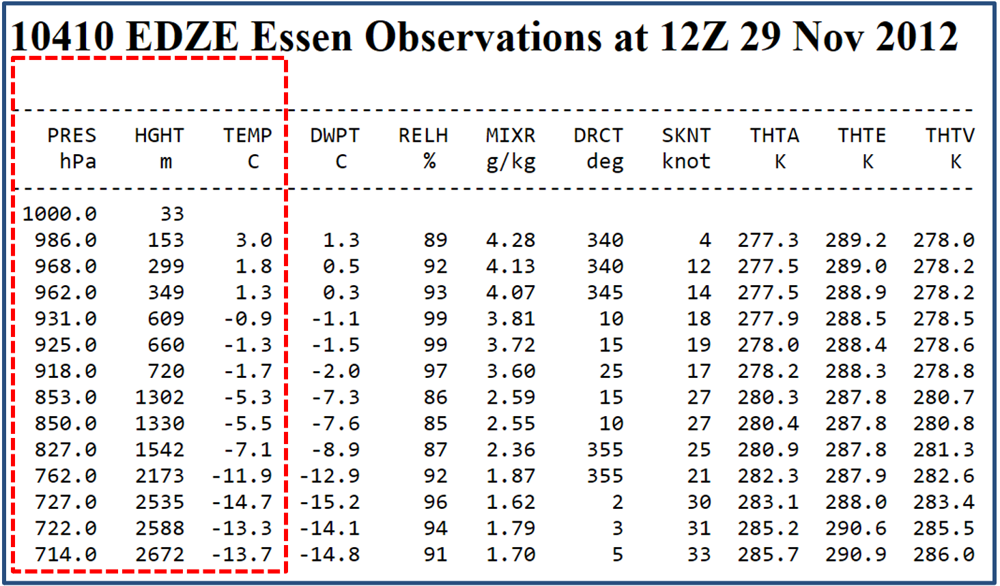 10410 EDZE Essen Observations at 12Z 29 Nov 2012
-----------------------------------------------------------------------------
PRES HGHT TEMP DWPT RELH MIXR DRCT SKNT THTA THTE THTV
hPa m C C % g/kg deg knot K K K
-----------------------------------------------------------------------------
1000.0 33
986.0 153 3.0 1.3 89 4.28 340 4 277.3 289.2 278.0
968.0 299 1.8 0.5 92 4.13 340 12 277.5 289.0 278.2
962.0 349 1.3 0.3 93 4.07 345 14 277.5 288.9 278.2
931.0 609 -0.9 -1.1 99 3.81 10 18 277.9 288.5 278.5
925.0 660 -1.3 -1.5 99 3.72 15 19 278.0 288.4 278.6
918.0 720 -1.7 -2.0 97 3.60 25 17 278.2 288.3 278.8
853.0 1302 -5.3 -7.3 86 2.59 15 27 280.3 287.8 280.7
850.0 1330 -5.5 -7.6 85 2.55 10 27 280.4 287.8 280.8
827.0 1542 -7.1 -8.9 87 2.36 355 25 280.9 287.8 281.3
762.0 2173 -11.9 -12.9 92 1.87 355 21 282.3 287.9 282.6
727.0 2535 -14.7 -15.2 96 1.62 2 30 283.1 288.0 283.4
722.0 2588 -13.3 -14.1 94 1.79 3 31 285.2 290.6 285.5
714.0 2672 -13.7 -14.8 91 1.70 5 33 285.7 290.9 286.0